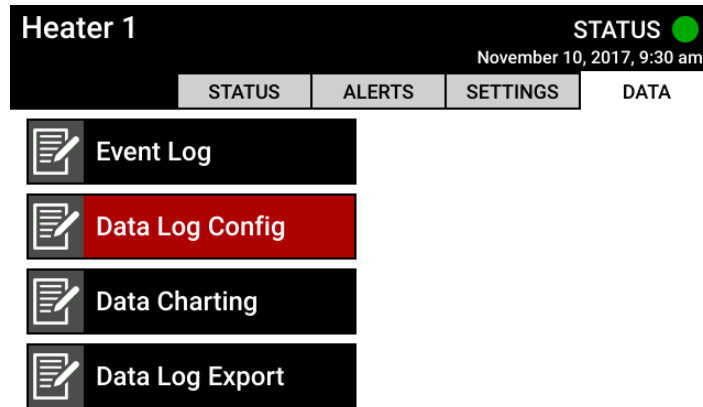 Heater 1
STATUS
November 10, 2017, 9:30 am
STATUS ALERTS SETTINGS DATA
Event Log
Data Log Config
Data Charting
Data Log Export